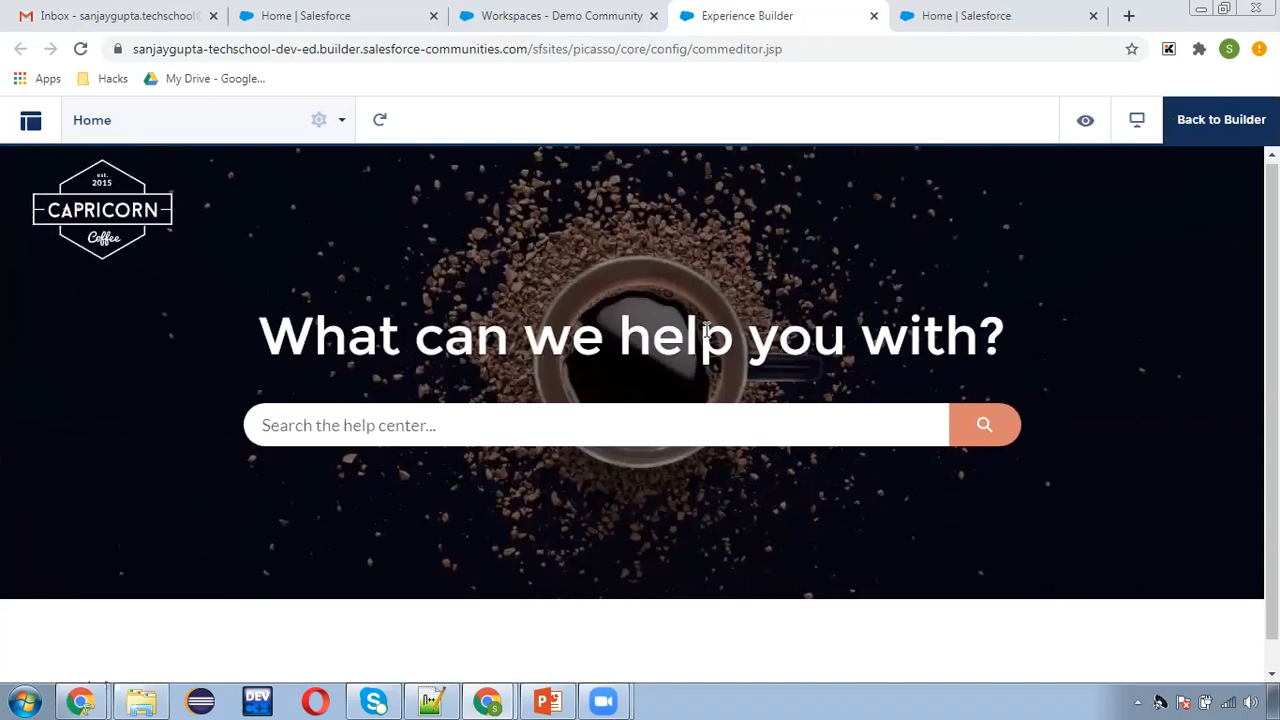 Inbox - sanjaygupta.techschool@
Home | Salesforce
Workspaces - Demo Community
Experience Builder
Home | Salesforce
sanjaygupta-techschool-dev-ed.builder.salesforce-communities.com/sfsites/picasso/core/config/commeditor.jsp
K
S
Apps
Hacks
My Drive - Google...
Home
Back to Builder
est.
2015
CAPRICORN
Coffee
What can we help you with?
Search the help center...
DEV
S